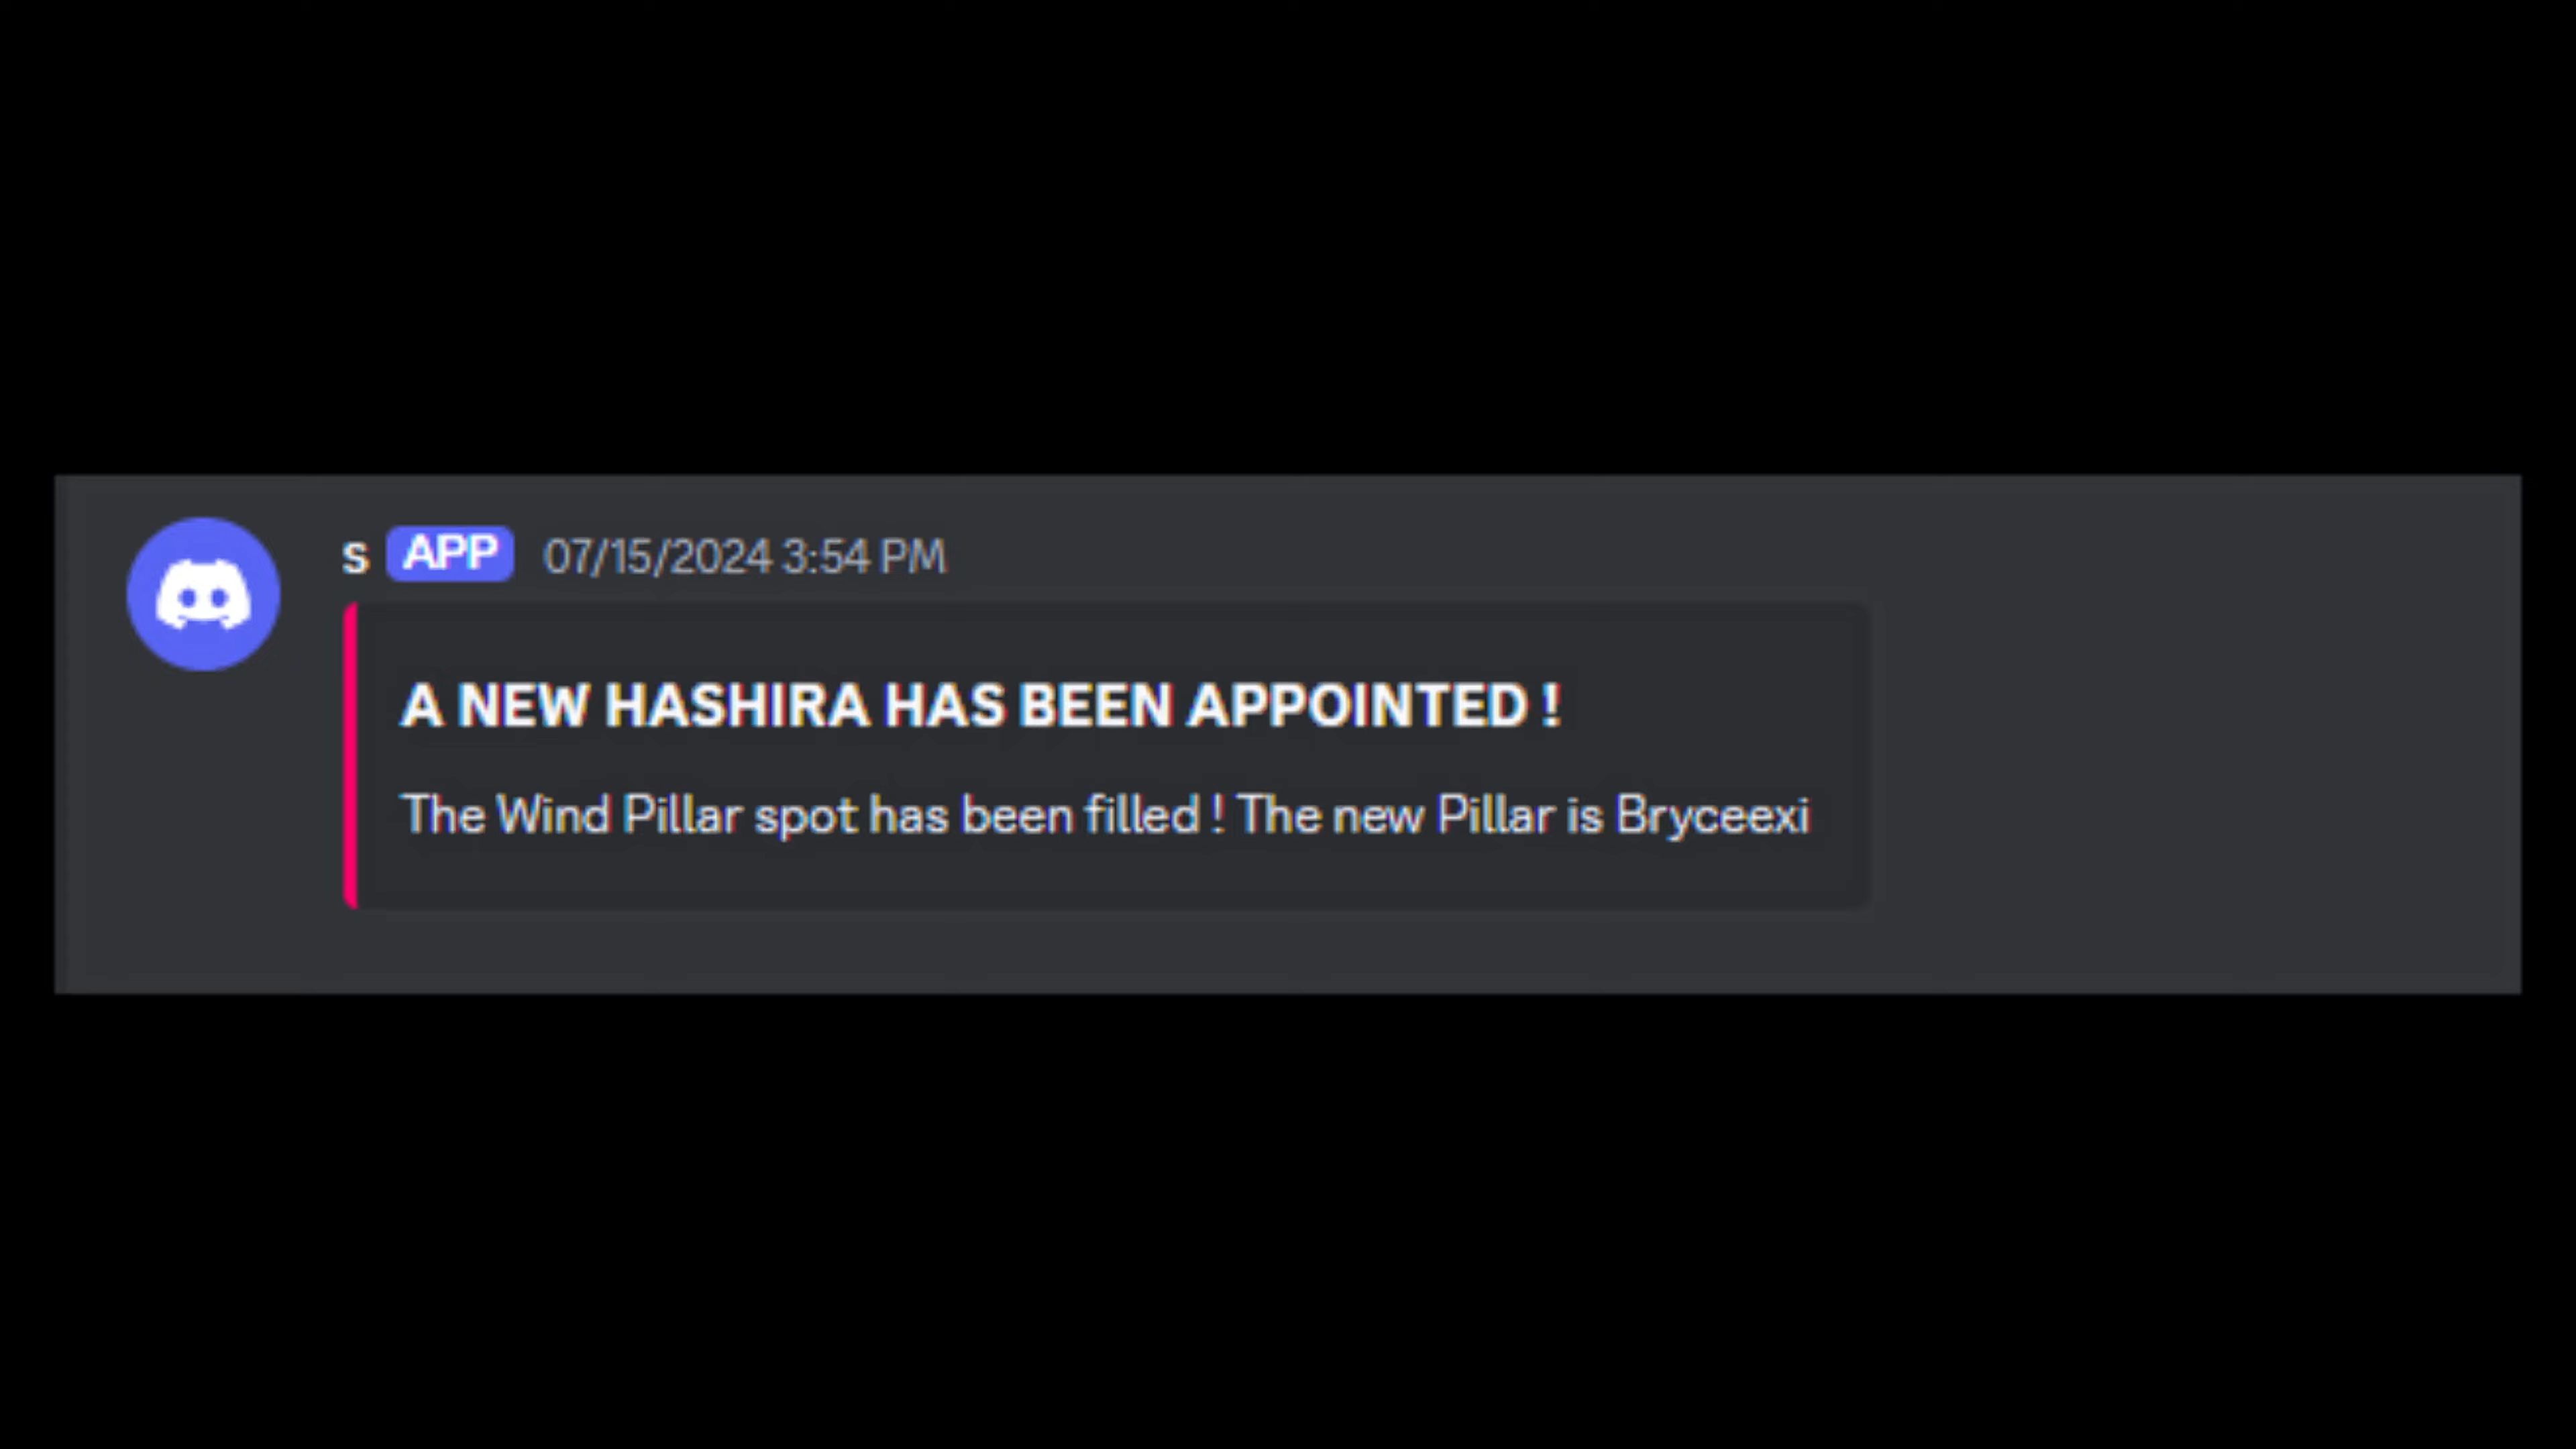 s APP 07/15/2024 3:54 PM
A NEW HASHIRA HAS BEEN APPOINTED !
The Wind Pillar spot has been filled ! The new Pillar is Bryceexi